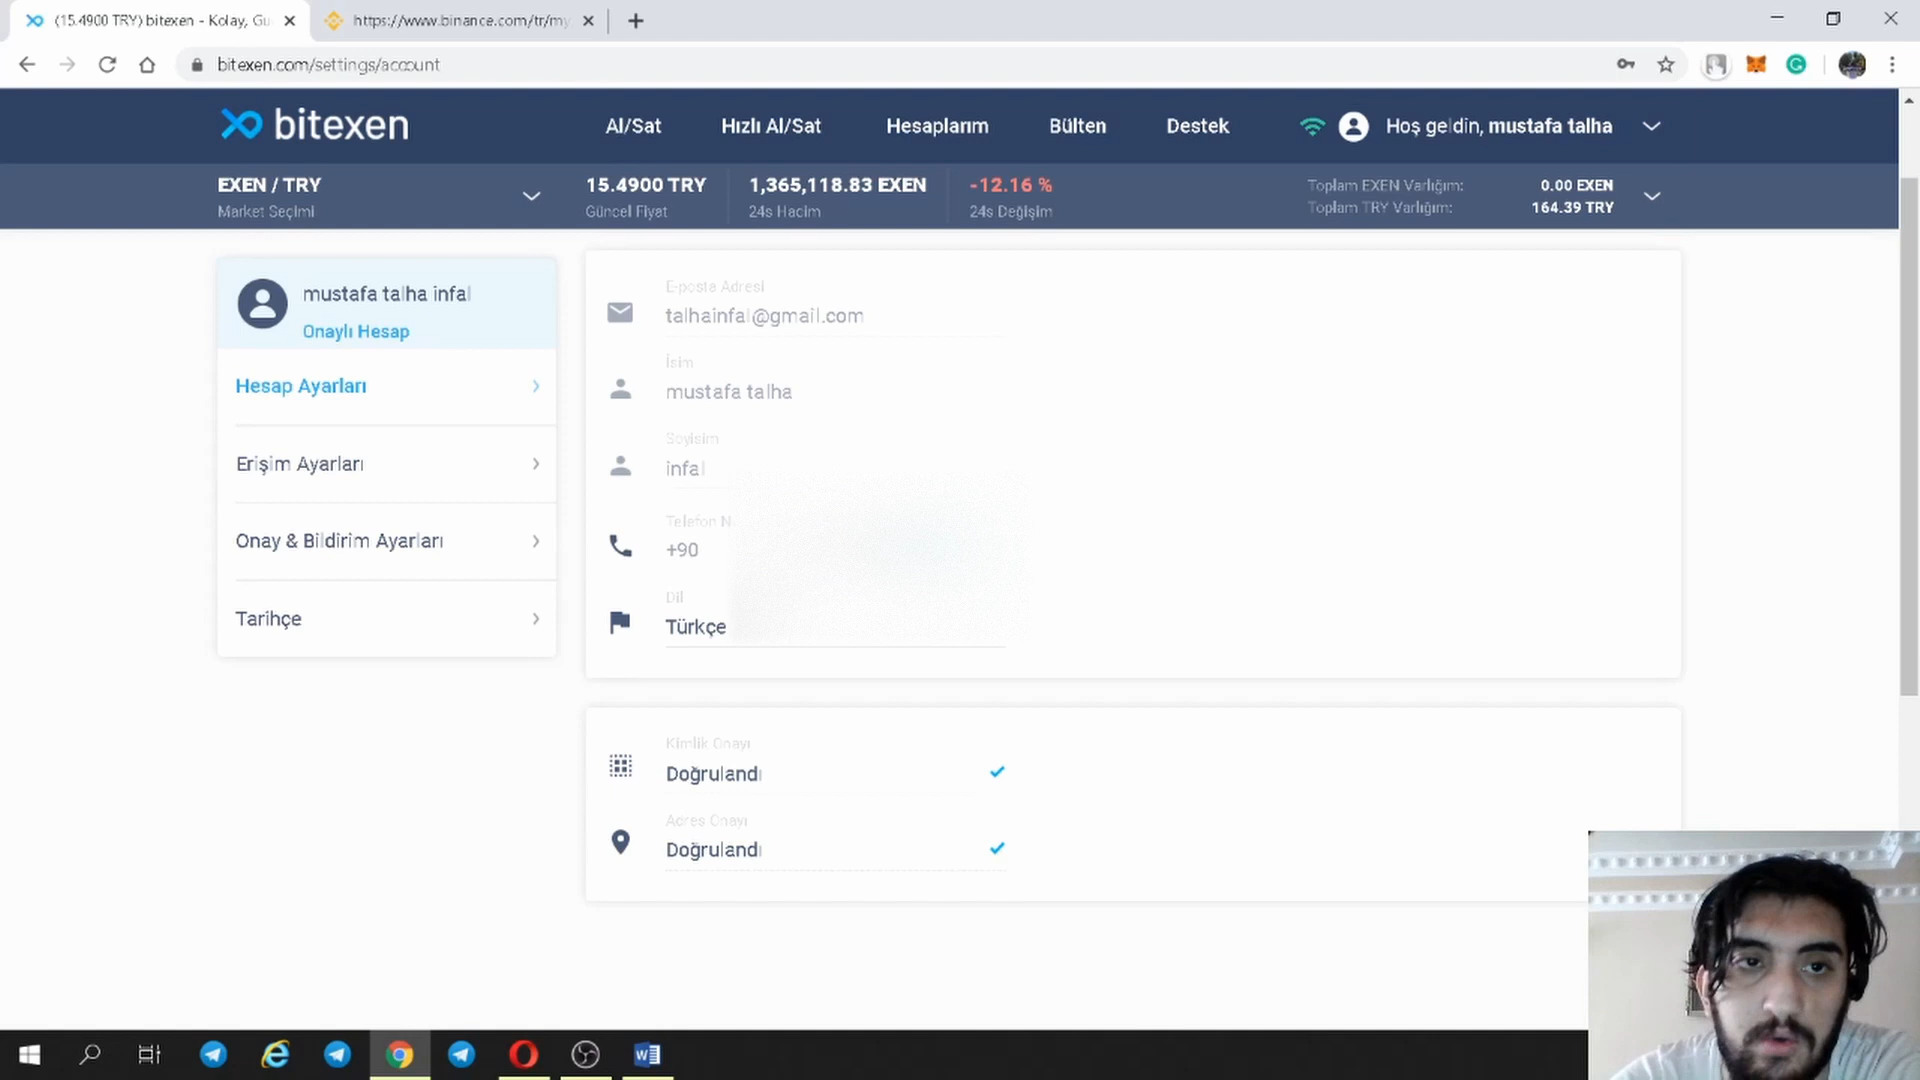 (15.4900 TRY) bitexen - Kolay, Gü
https://www.binance.com/tr/my
bitexen.com/settings/account
bitexen
Al/Sat
Hızlı Al/Sat
Hesaplarım
Bülten
Destek
Hoş geldin, mustafa talha
EXEN / TRY
Market Seçimi
15.4900 TRY
Güncel Fiyat
1,365,118.83 EXEN
24s Hacim
-12.16 %
24s Değişim
Toplam EXEN Varlığım:
0.00 EXEN
Toplam TRY Varlığım:
164.39 TRY
mustafa talha infal
Onaylı Hesap
Hesap Ayarları
Erişim Ayarları
Onay & Bildirim Ayarları
Tarihçe
E-posta Adresi
talhainfal@gmail.com
İsim
mustafa talha
Soyisim
infal
Telefon N
+90
Dil
Türkçe
Kimlik Onayı
Doğrulandı
Adres Onayı
Doğrulandı